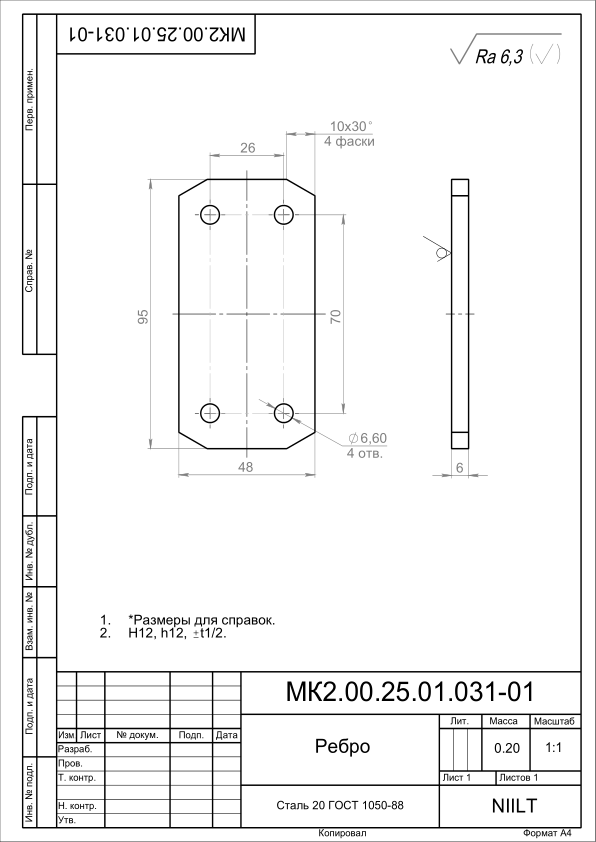 МК2.00.25.01.031-01
Ra 6,3 (√)
Перв. примен.
Справ. №
Подп. и дата
Инв. № дубл.
Взам. инв. №
Подп. и дата
Инв. № подл.
10x30°
4 фаски
26
95
70
⌀6,60
4 отв.
48
6
1. *Размеры для справок.
2. H12, h12, ±t1/2.
МК2.00.25.01.031-01
Изм Лист № докум. Подп. Дата
Разраб.
Пров.
Т. контр.
Н. контр.
Утв.
Ребро
Лит. Масса Масштаб
0.20 1:1
Лист 1 Листов 1
Сталь 20 ГОСТ 1050-88
NIILT
Копировал Формат А4